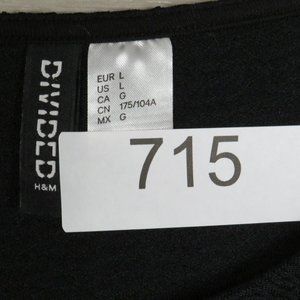 DIVIDED
H&M
EUR L
US L
CA G
CN 175/104A
MX G
715